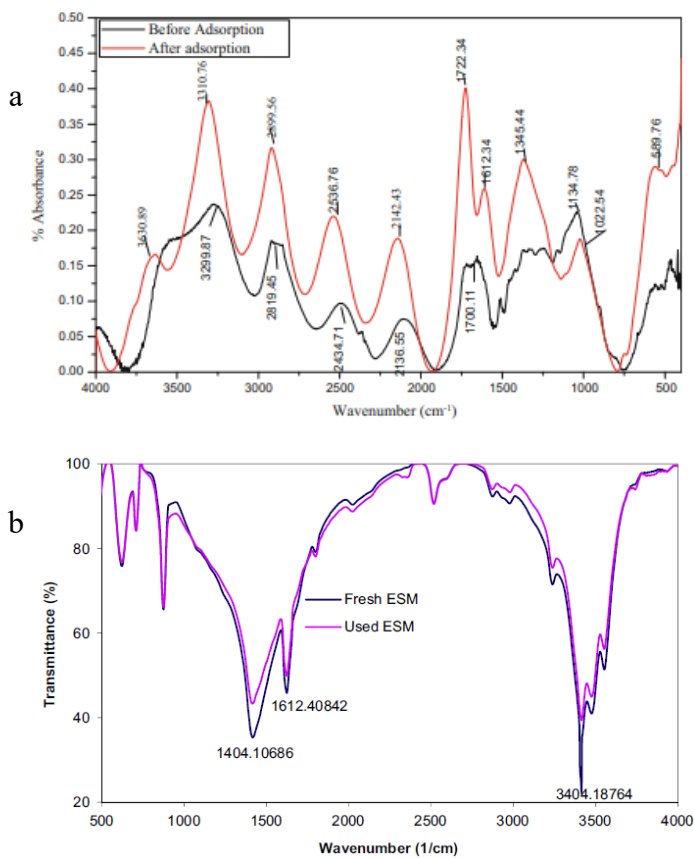 a
0.50
0.45
0.40
0.35
0.30
0.25
0.20
0.15
0.10
0.05
0.00
% Absorbance
Before Adsorption
After adsorption
3630.89
3310.76
3299.87
2899.56
2819.45
2536.76
2434.71
2142.43
2136.55
1722.34
1700.11
1612.34
1345.44
1134.78
1022.54
589.76
4000 3500 3000 2500 2000 1500 1000 500
Wavenumber (cm-1)
b
100
80
60
40
20
Transmittance (%)
Fresh ESM
Used ESM
1612.40842
1404.10686
3404.18764
500 1000 1500 2000 2500 3000 3500 4000
Wavenumber (1/cm)